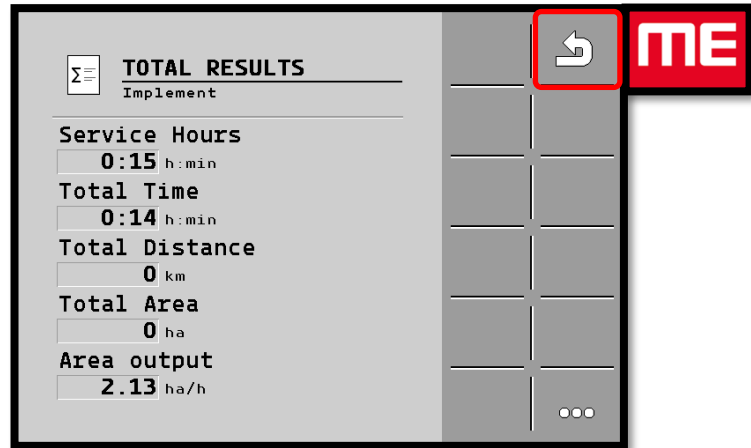 TOTAL RESULTS
Implement
Service Hours
0:15 h:min
Total Time
0:14 h:min
Total Distance
0 km
Total Area
0 ha
Area output
2.13 ha/h
ME